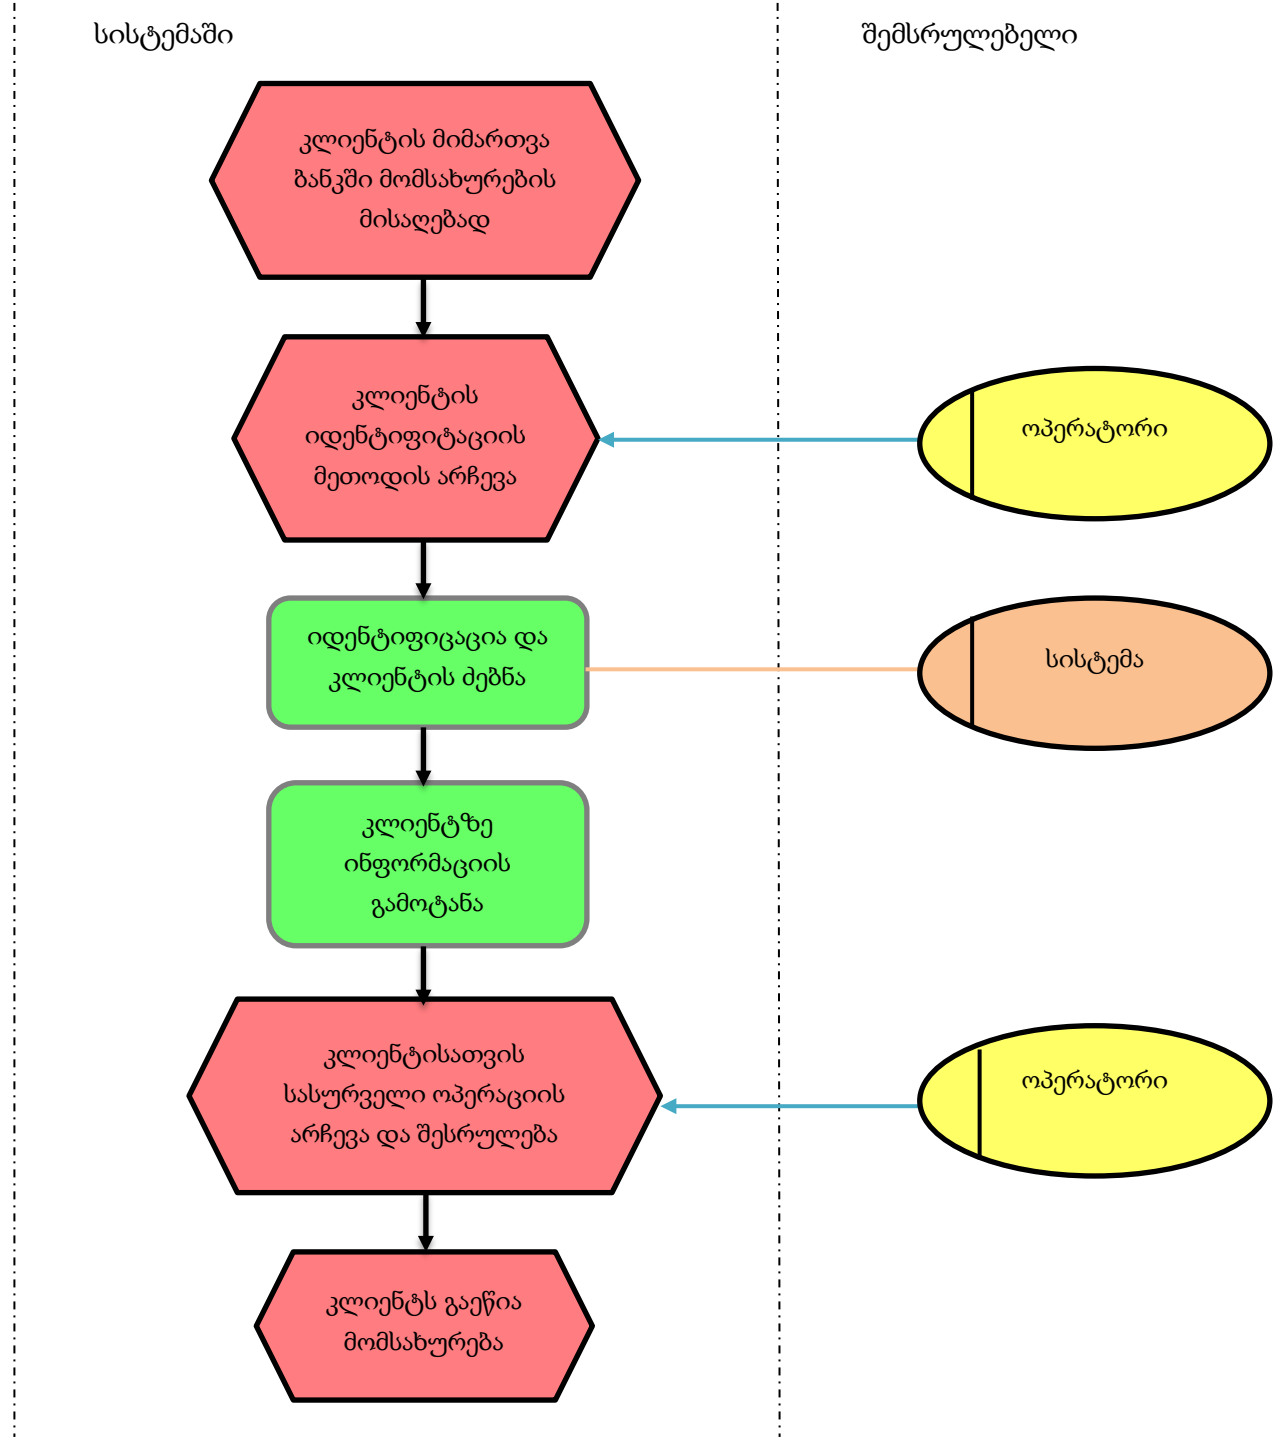 სისტემაში
შემსრულებელი
კლიენტის მიმართვა
ბანკში მომსახურების
მისაღებად
კლიენტის
იდენტიფიტაციის
მეთოდის არჩევა
ოპერატორი
იდენტიფიცაცია და
კლიენტის ძებნა
სისტემა
კლიენტზე
ინფორმაციის
გამოტანა
კლიენტისათვის
სასურველი ოპერაციის
არჩევა და შესრულება
ოპერატორი
კლიენტს გაეწია
მომსახურება